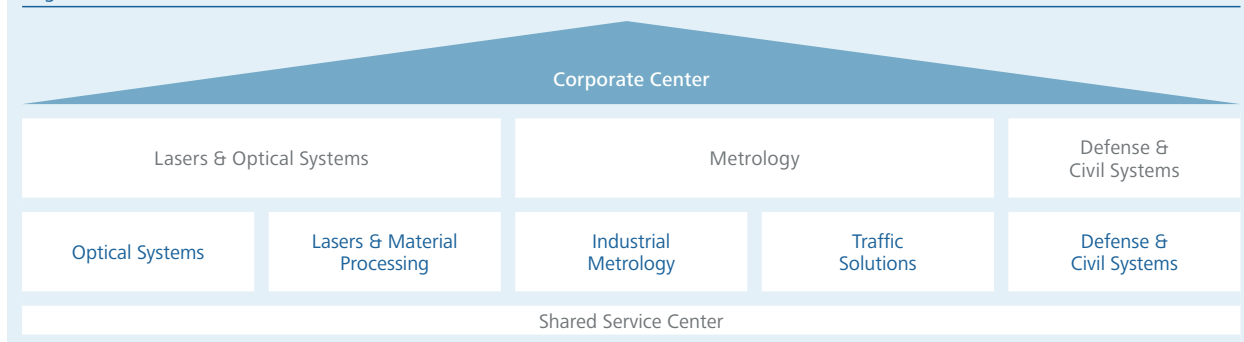 Corporate Center
Lasers & Optical Systems
Metrology
Defense &
Civil Systems
Optical Systems
Lasers & Material
Processing
Industrial
Metrology
Traffic
Solutions
Defense &
Civil Systems
Shared Service Center